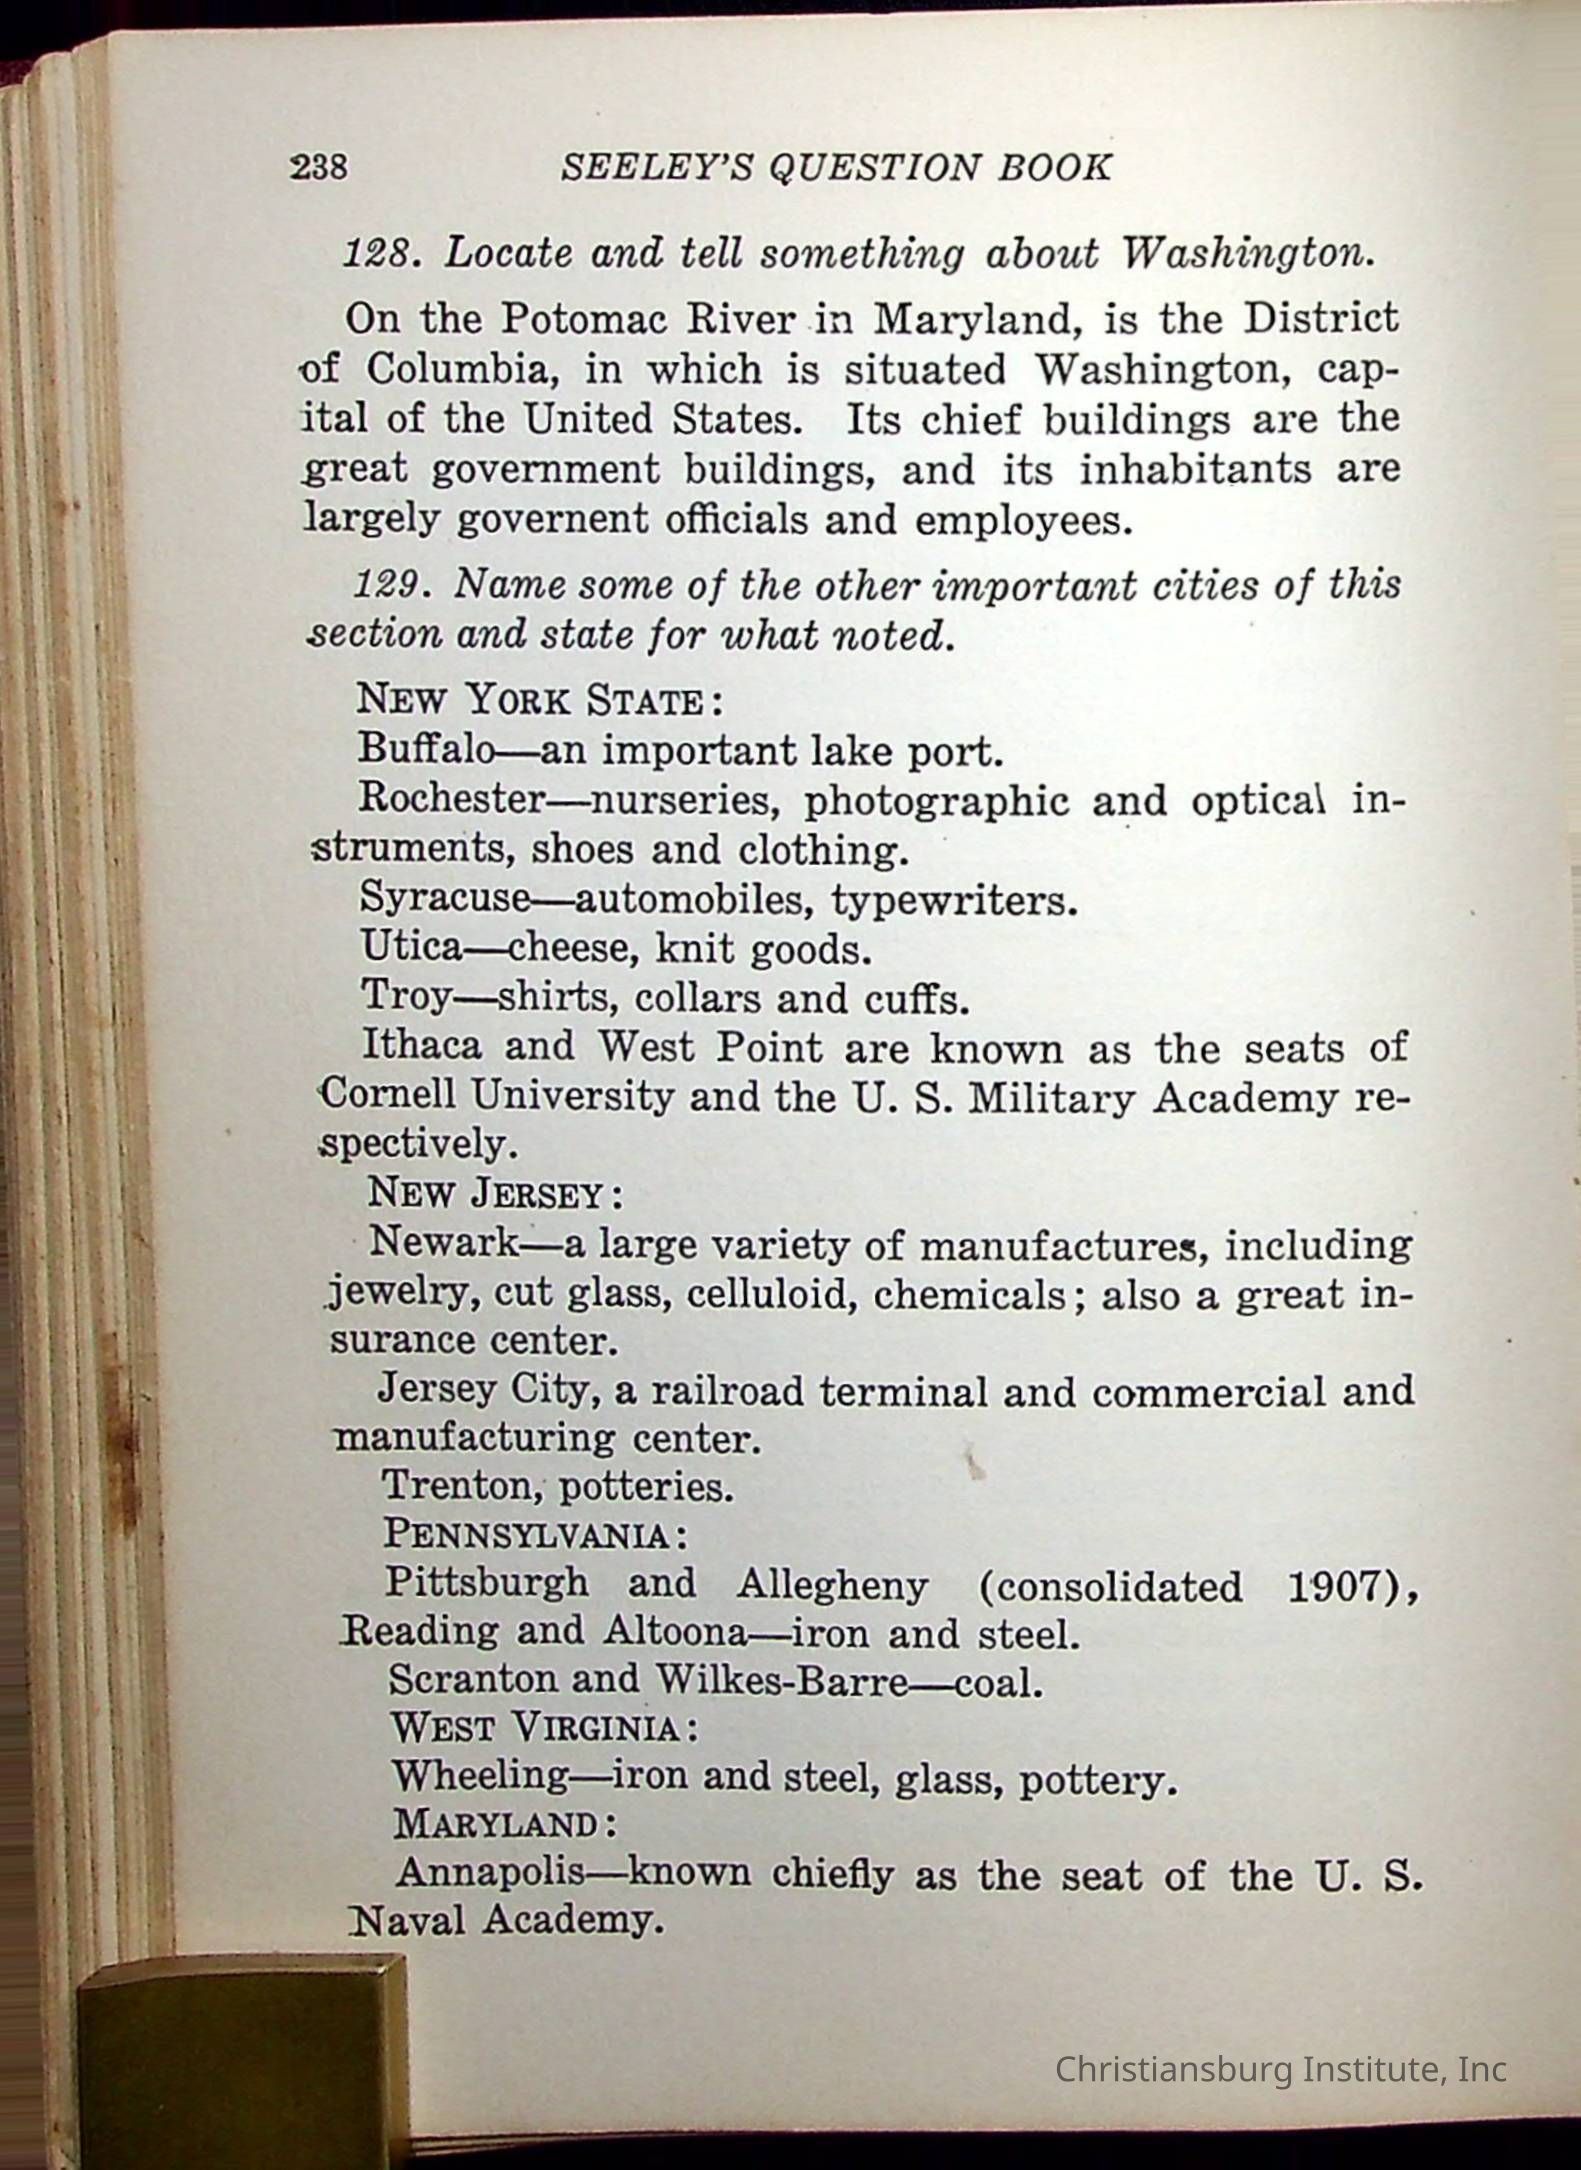 238 SEELEY'S QUESTION BOOK
128. Locate and tell something about Washington.
On the Potomac River in Maryland, is the District
of Columbia, in which is situated Washington, cap-
ital of the United States. Its chief buildings are the
great government buildings, and its inhabitants are
largely governent officials and employees.
129. Name some of the other important cities of this
section and state for what noted.
NEW YORK STATE:
Buffalo—an important lake port.
Rochester—nurseries, photographic and optical in-
struments, shoes and clothing.
Syracuse—automobiles, typewriters.
Utica—cheese, knit goods.
Troy—shirts, collars and cuffs.
Ithaca and West Point are known as the seats of
Cornell University and the U. S. Military Academy re-
spectively.
NEW JERSEY:
Newark—a large variety of manufactures, including
jewelry, cut glass, celluloid, chemicals; also a great in-
surance center.
Jersey City, a railroad terminal and commercial and
manufacturing center.
Trenton, potteries.
PENNSYLVANIA:
Pittsburgh and Allegheny (consolidated 1907),
Reading and Altoona—iron and steel.
Scranton and Wilkes-Barre—coal.
WEST VIRGINIA:
Wheeling—iron and steel, glass, pottery.
MARYLAND:
Annapolis—known chiefly as the seat of the U. S.
Naval Academy.
Christiansburg Institute, Inc